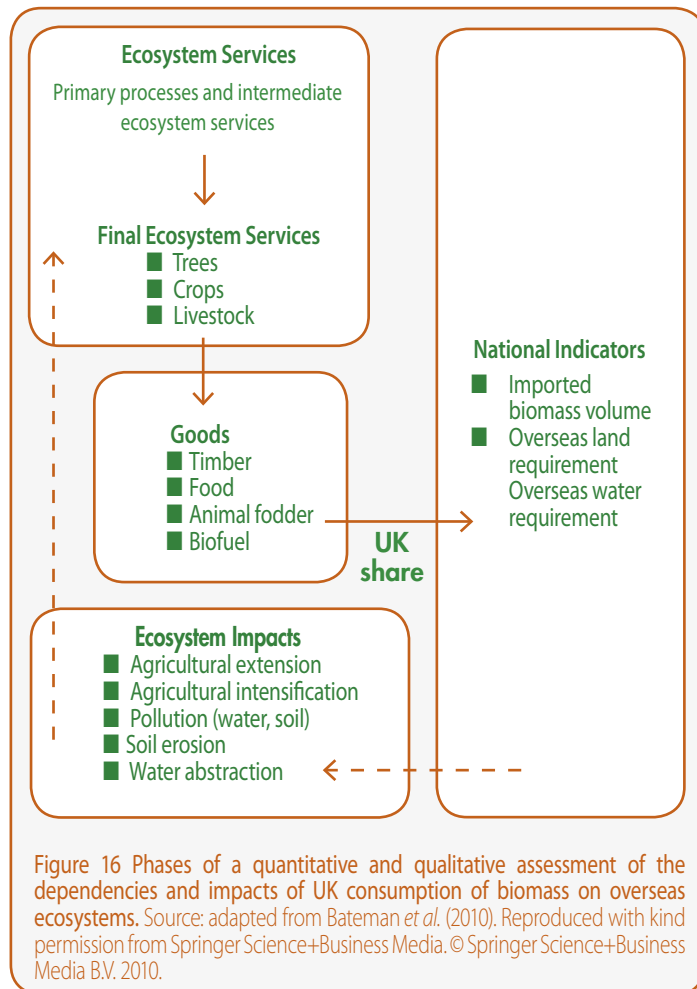 Ecosystem Services
Primary processes and intermediate
ecosystem services
Final Ecosystem Services
■ Trees
■ Crops
■ Livestock
Goods
■ Timber
■ Food
■ Animal fodder
■ Biofuel
UK
share
National Indicators
■ Imported
biomass volume
■ Overseas land
requirement
Overseas water
requirement
Ecosystem Impacts
■ Agricultural extension
■ Agricultural intensification
■ Pollution (water, soil)
■ Soil erosion
■ Water abstraction
Figure 16 Phases of a quantitative and qualitative assessment of the
dependencies and impacts of UK consumption of biomass on overseas
ecosystems. Source: adapted from Bateman et al. (2010). Reproduced with kind
permission from Springer Science+Business Media. © Springer Science+Business
Media B.V. 2010.